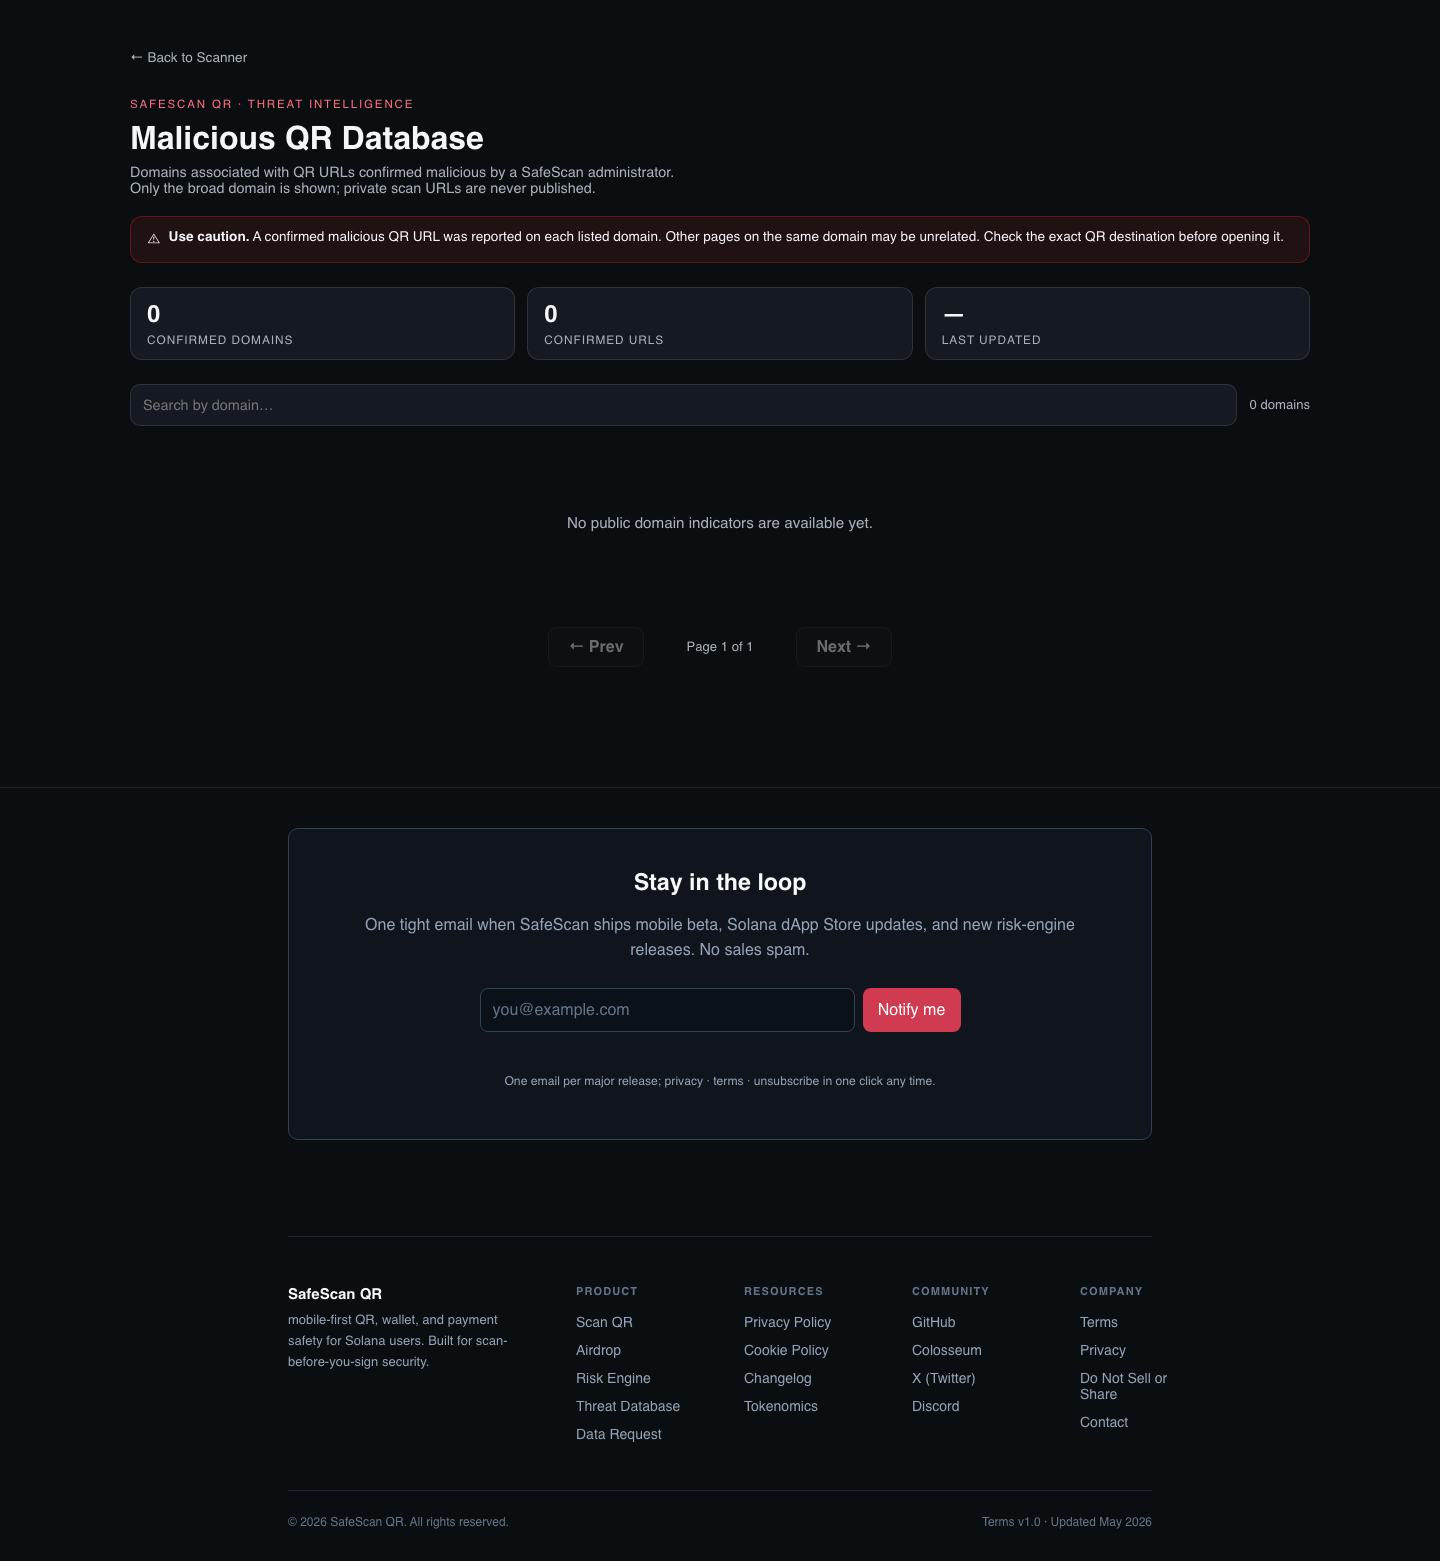 ← Back to Scanner
SAFESCAN QR · THREAT INTELLIGENCE
Malicious QR Database
Domains associated with QR URLs confirmed malicious by a SafeScan administrator.
Only the broad domain is shown; private scan URLs are never published.
⚠ Use caution. A confirmed malicious QR URL was reported on each listed domain. Other pages on the same domain may be unrelated. Check the exact QR destination before opening it.
0
CONFIRMED DOMAINS
0
CONFIRMED URLS
—
LAST UPDATED
Search by domain…
0 domains
No public domain indicators are available yet.
← Prev
Page 1 of 1
Next →
Stay in the loop
One tight email when SafeScan ships mobile beta, Solana dApp Store updates, and new risk-engine
releases. No sales spam.
you@example.com
Notify me
One email per major release; privacy · terms · unsubscribe in one click any time.
SafeScan QR
mobile-first QR, wallet, and payment
safety for Solana users. Built for scan-
before-you-sign security.
PRODUCT
Scan QR
Airdrop
Risk Engine
Threat Database
Data Request
RESOURCES
Privacy Policy
Cookie Policy
Changelog
Tokenomics
COMMUNITY
GitHub
Colosseum
X (Twitter)
Discord
COMPANY
Terms
Privacy
Do Not Sell or
Share
Contact
© 2026 SafeScan QR. All rights reserved.
Terms v1.0 · Updated May 2026